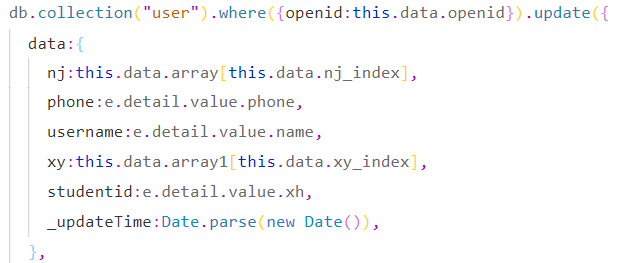 db.collection("user").where({openid:this.data.openid}).update({
data:{
nj:this.data.array[this.data.nj_index],
phone:e.detail.value.phone,
username:e.detail.value.name,
xy:this.data.array1[this.data.xy_index],
studentid:e.detail.value.xh,
_updateTime:Date.parse(new Date()),
},